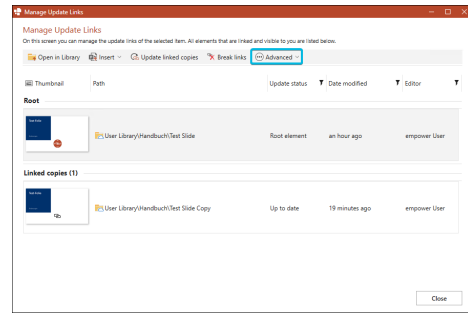 Manage Update Links
Manage Update Links
On this screen you can manage the update links of the selected item. All elements that are linked and visible to you are listed below.
Open in Library Insert Update linked copies Break links Advanced
Thumbnail Path Update status Date modified Editor
Root
Test Slide
User Library\Handbuch\Test Slide Root element an hour ago empower User
Linked copies (1)
Test Slide
User Library\Handbuch\Test Slide Copy Up to date 19 minutes ago empower User
Close